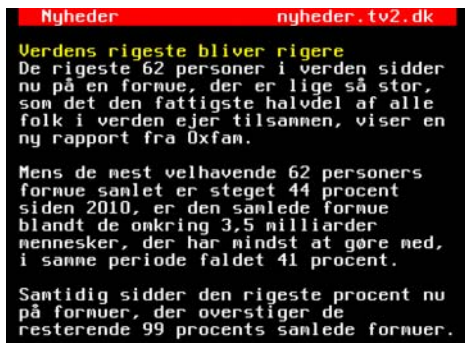 Nyheder nyheder.tv2.dk
Verdens rigeste bliver rigere
De rigeste 62 personer i verden sidder
nu på en formue, der er lige så stor,
som det den fattigste halvdel af alle
folk i verden ejer tilsammen, viser en
ny rapport fra Oxfam.
Mens de mest velhavende 62 personers
formue samlet er steget 44 procent
siden 2010, er den samlede formue
blandt de omkring 3,5 milliarder
mennesker, der har mindst at gøre med,
i samme periode faldet 41 procent.
Samtidig sidder den rigeste procent nu
på formuer, der overstiger de
resterende 99 procents samlede formuer.